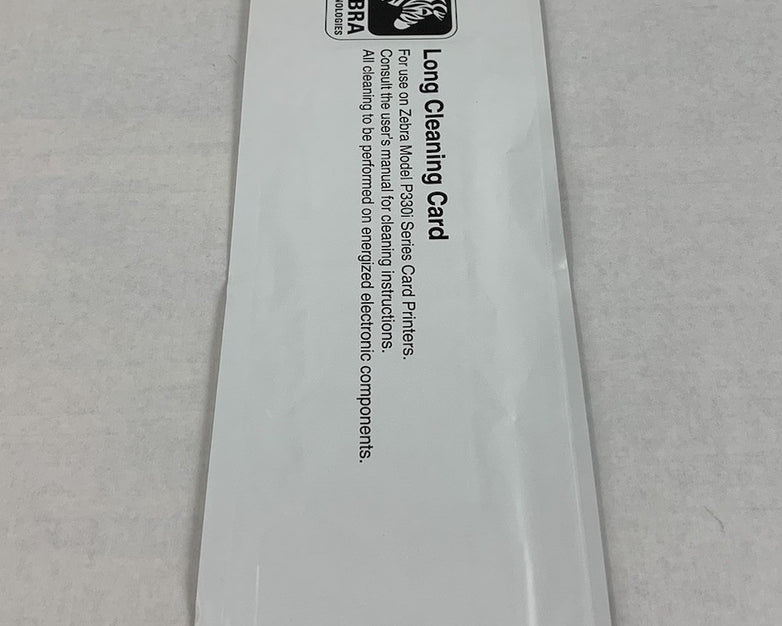 BRA
NOLOGIES
Long Cleaning Card
For use on Zebra Model P330i Series Card Printers.
Consult the user's manual for cleaning instructions.
All cleaning to be performed on energized electronic components.